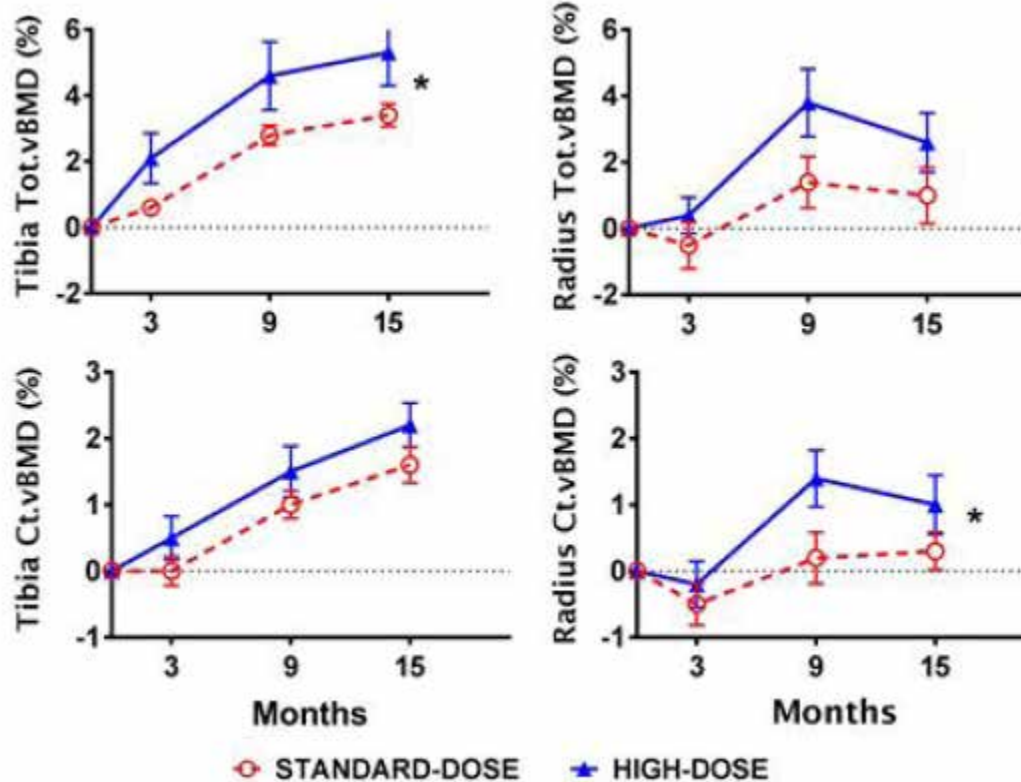 Tibia Tot.vBMD (%)
6
4
2
0
-2
3 9 15
*
Radius Tot.vBMD (%)
6
4
2
0
-2
3 9 15
Tibia Ct.vBMD (%)
3
2
1
0
-1
3 9 15
Months
Radius Ct.vBMD (%)
3
2
1
0
-1
3 9 15
*
Months
STANDARD-DOSE HIGH-DOSE